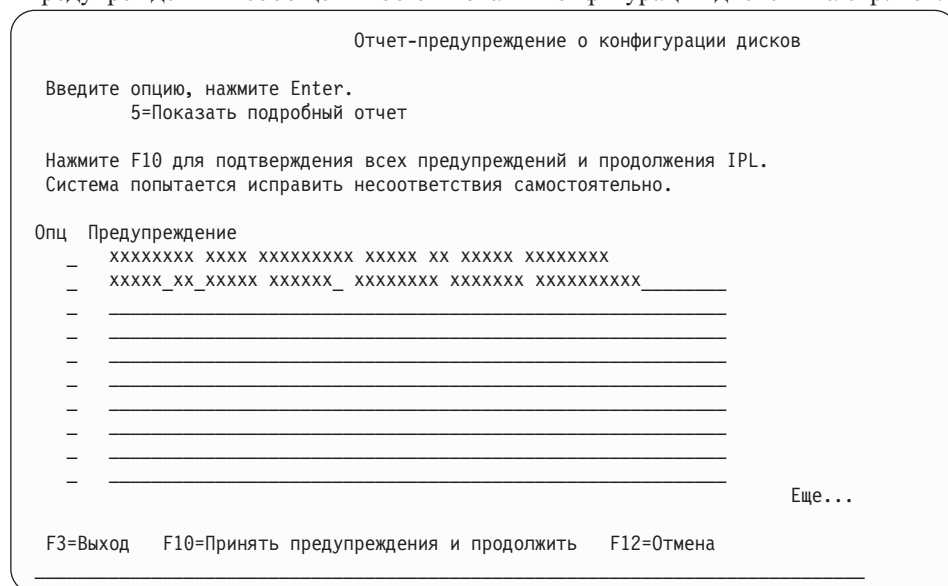 Отчет-предупреждение о конфигурации дисков
Введите опцию, нажмите Enter.
5=Показать подробный отчет
Нажмите F10 для подтверждения всех предупреждений и продолжения IPL.
Система попытается исправить несоответствия самостоятельно.
Опц Предупреждение
_ xxxxxxxx xxxx xxxxxxxxx xxxxx xx xxxxx xxxxxxxx
_ xxxxx_xx_xxxxx xxxxxx_ xxxxxxxx xxxxxxx xxxxxxxxxx________
Еще...
F3=Выход F10=Принять предупреждения и продолжить F12=Отмена